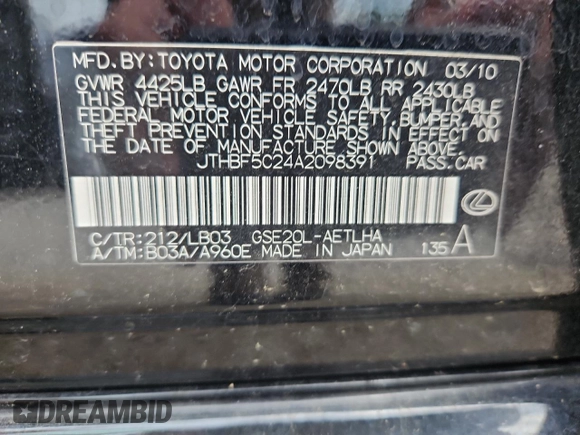 MFD.BY:TOYOTA MOTOR CORPORATION 03/10
GVWR 4425LB GAWR FR 2470LB RR 2430LB
THIS VEHICLE CONFORMS TO ALL APPLICABLE
FEDERAL MOTOR VEHICLE SAFETY,BUMPER,AND
THEFT PREVENTION STANDARDS IN EFFECT ON
THE DATE OF MANUFACTURE SHOWN ABOVE.
JTHBF5C24A2098391 PASS.CAR
C/TR:212/LB03 GSE20L-AETLHA
A/TM:B03A/A960E MADE IN JAPAN 135 A
DREAMBID